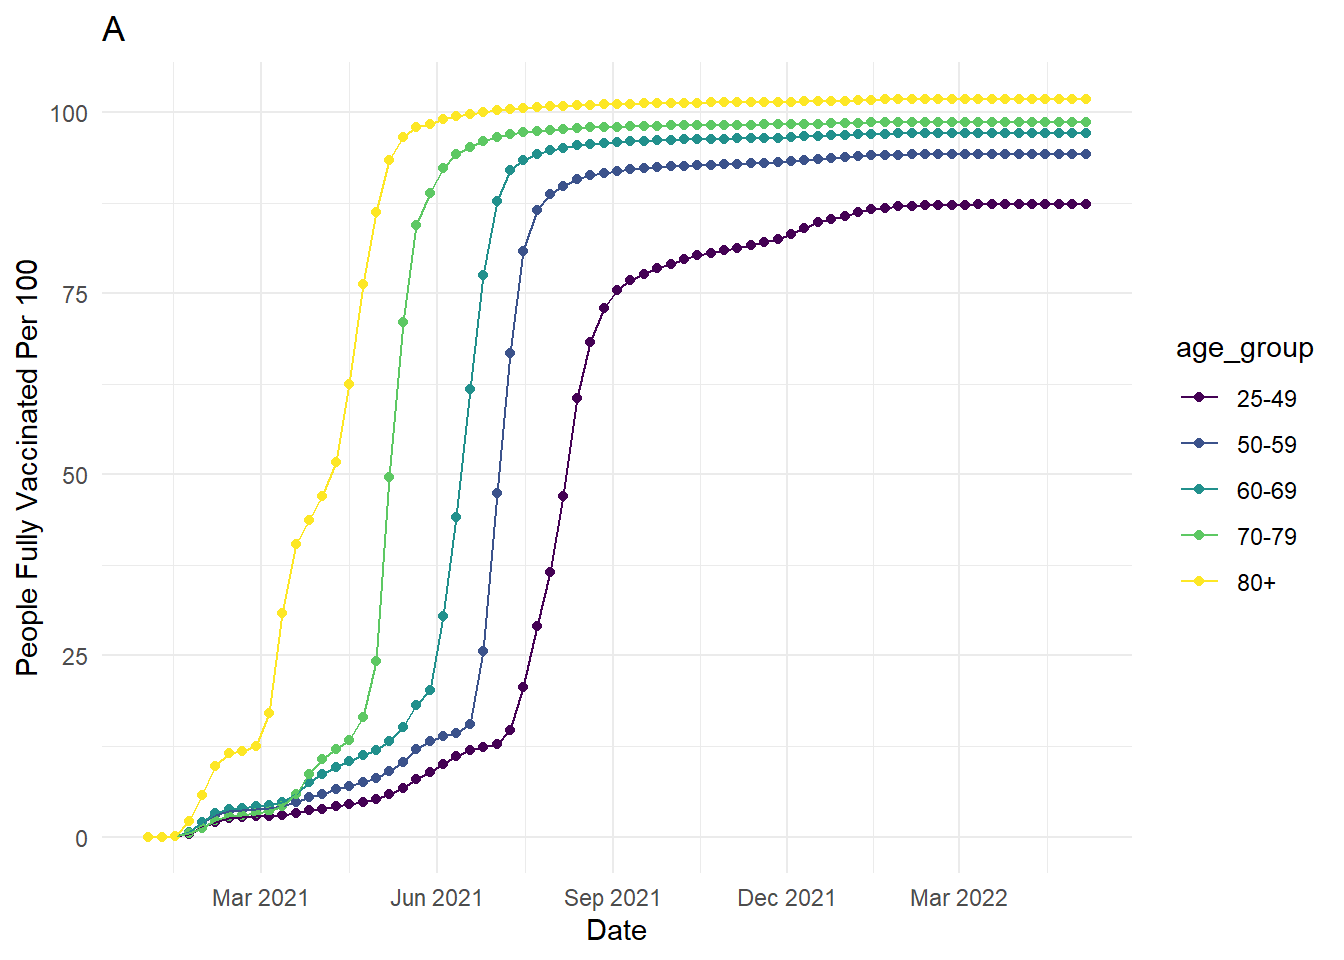 A
People Fully Vaccinated Per 100
100
75
50
25
0
Mar 2021
Jun 2021
Sep 2021
Dec 2021
Mar 2022
Date
age_group
25-49
50-59
60-69
70-79
80+